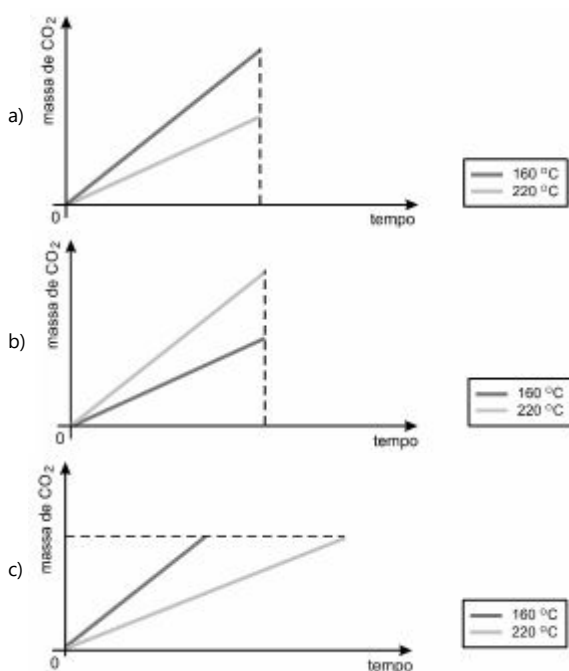 massa de CO₂
a)
160 °C
220 °C
0
tempo
massa de CO₂
b)
160 °C
220 °C
0
tempo
massa de CO₂
c)
160 °C
220 °C
0
tempo